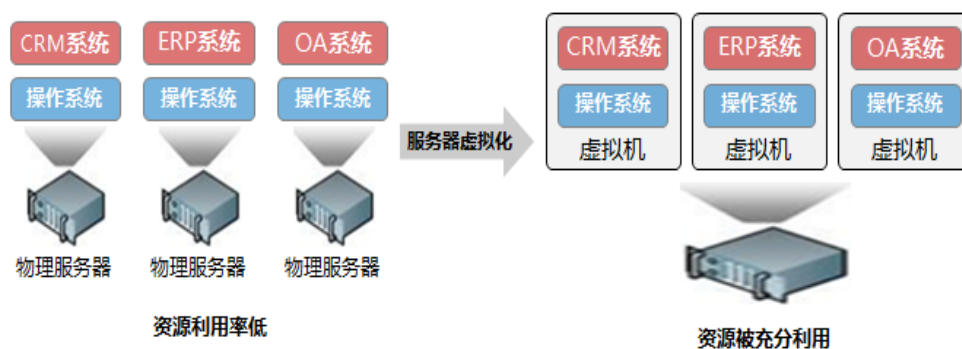 CRM系统 ERP系统 OA系统
操作系统 操作系统 操作系统
物理服务器 物理服务器 物理服务器
资源利用率低
服务器虚拟化
CRM系统 ERP系统 OA系统
操作系统 操作系统 操作系统
虚拟机 虚拟机 虚拟机
资源被充分利用